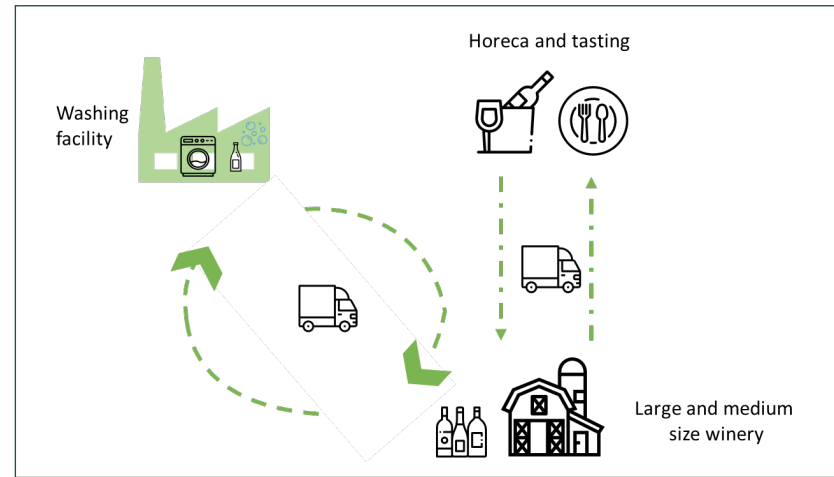 Horeca and tasting
Washing
facility
Large and medium
size winery